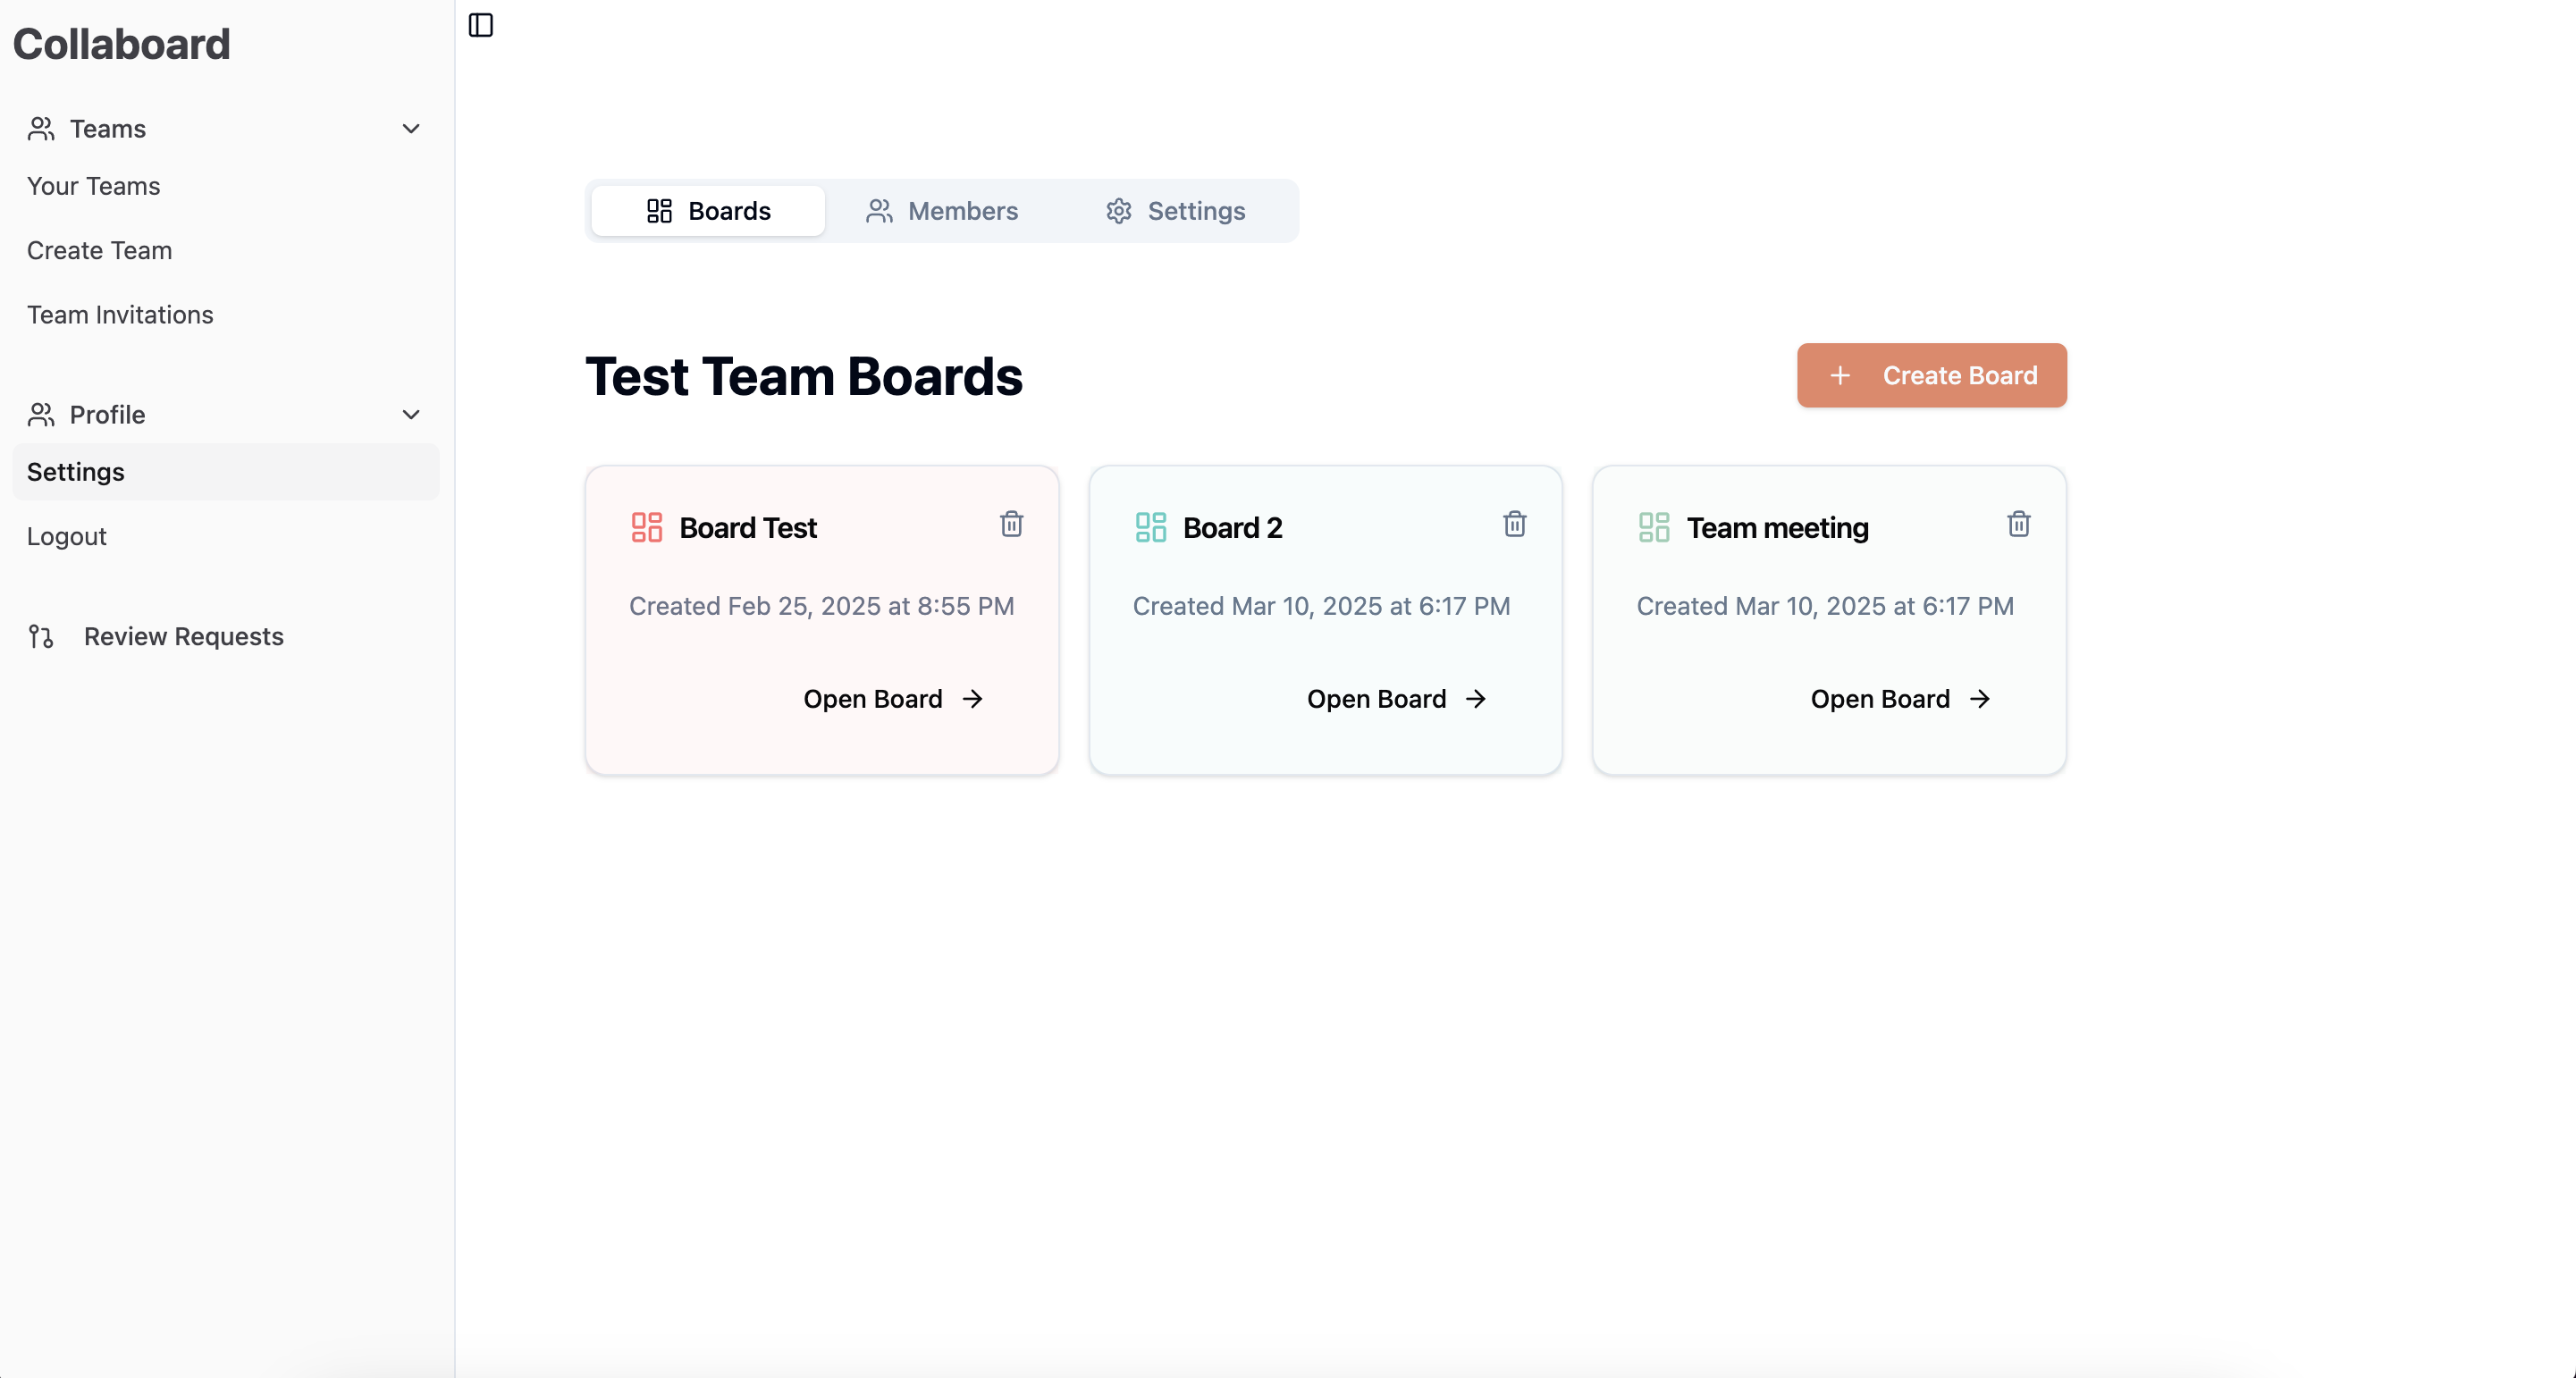 Collaboard
Teams
Your Teams
Create Team
Team Invitations
Profile
Settings
Logout
Review Requests
Boards
Members
Settings
Test Team Boards
Create Board
Board Test
Created Feb 25, 2025 at 8:55 PM
Open Board
Board 2
Created Mar 10, 2025 at 6:17 PM
Open Board
Team meeting
Created Mar 10, 2025 at 6:17 PM
Open Board